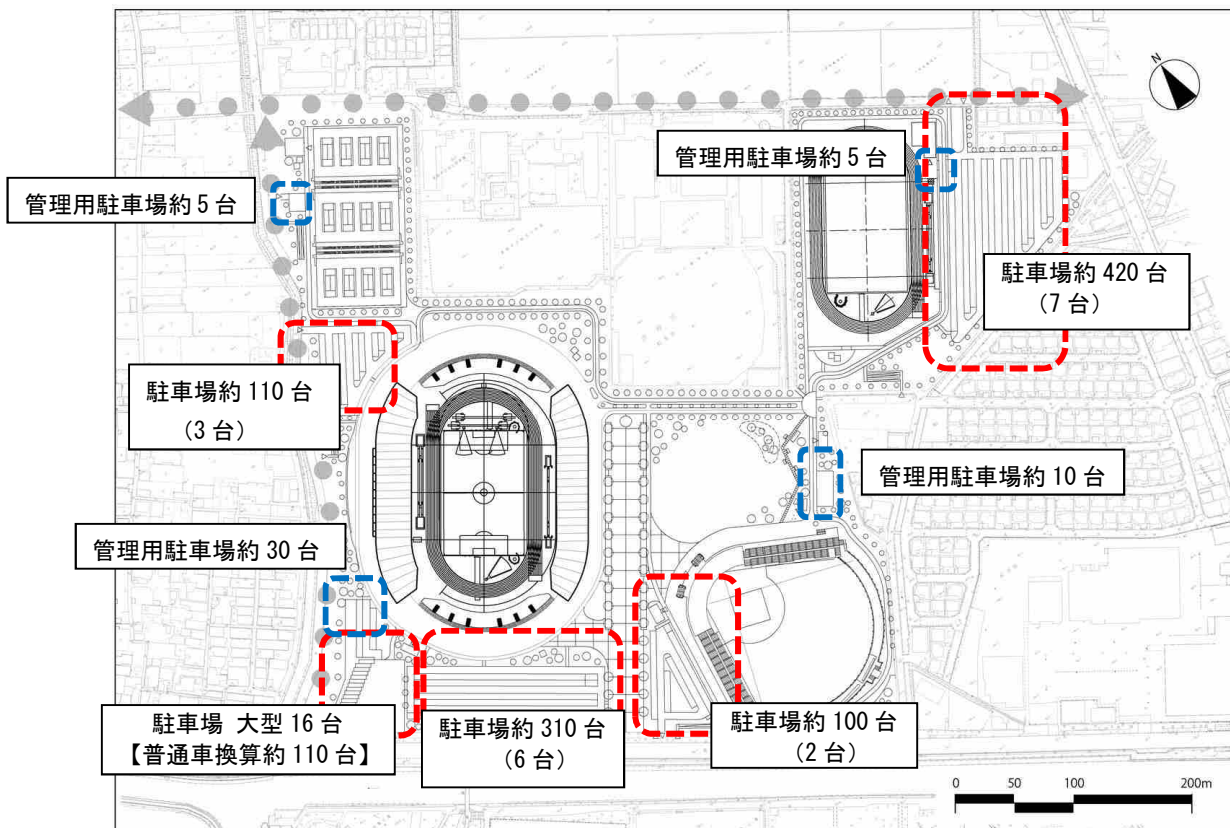 N
管理用駐車場約 5 台
管理用駐車場約 5 台
駐車場約 420 台
（7 台）
駐車場約 110 台
（3 台）
管理用駐車場約 10 台
管理用駐車場約 30 台
駐車場 大型 16 台
【普通車換算約 110 台】
駐車場約 310 台
（6 台）
駐車場約 100 台
（2 台）
0 50 100 200m